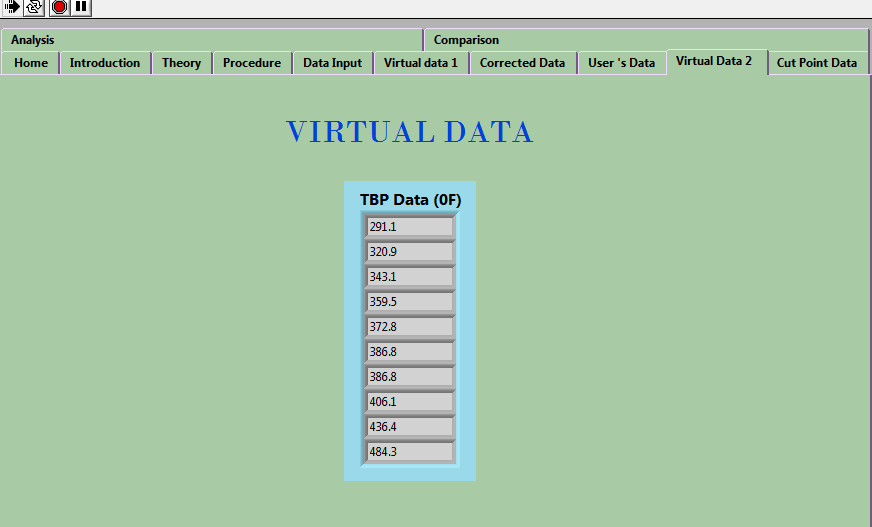 Analysis Comparison
Home Introduction Theory Procedure Data Input Virtual data 1 Corrected Data User 's Data Virtual Data 2 Cut Point Data
VIRTUAL DATA
TBP Data (0F)
291.1
320.9
343.1
359.5
372.8
386.8
386.8
406.1
436.4
484.3